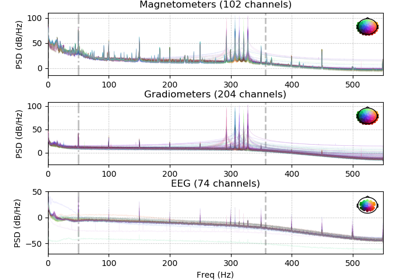 Magnetometers (102 channels)
PSD (dB/Hz)
100
50
0
0 100 200 300 400 500
Gradiometers (204 channels)
PSD (dB/Hz)
100
50
0
0 100 200 300 400 500
EEG (74 channels)
PSD (dB/Hz)
50
0
−50
0 100 200 300 400 500
Freq (Hz)